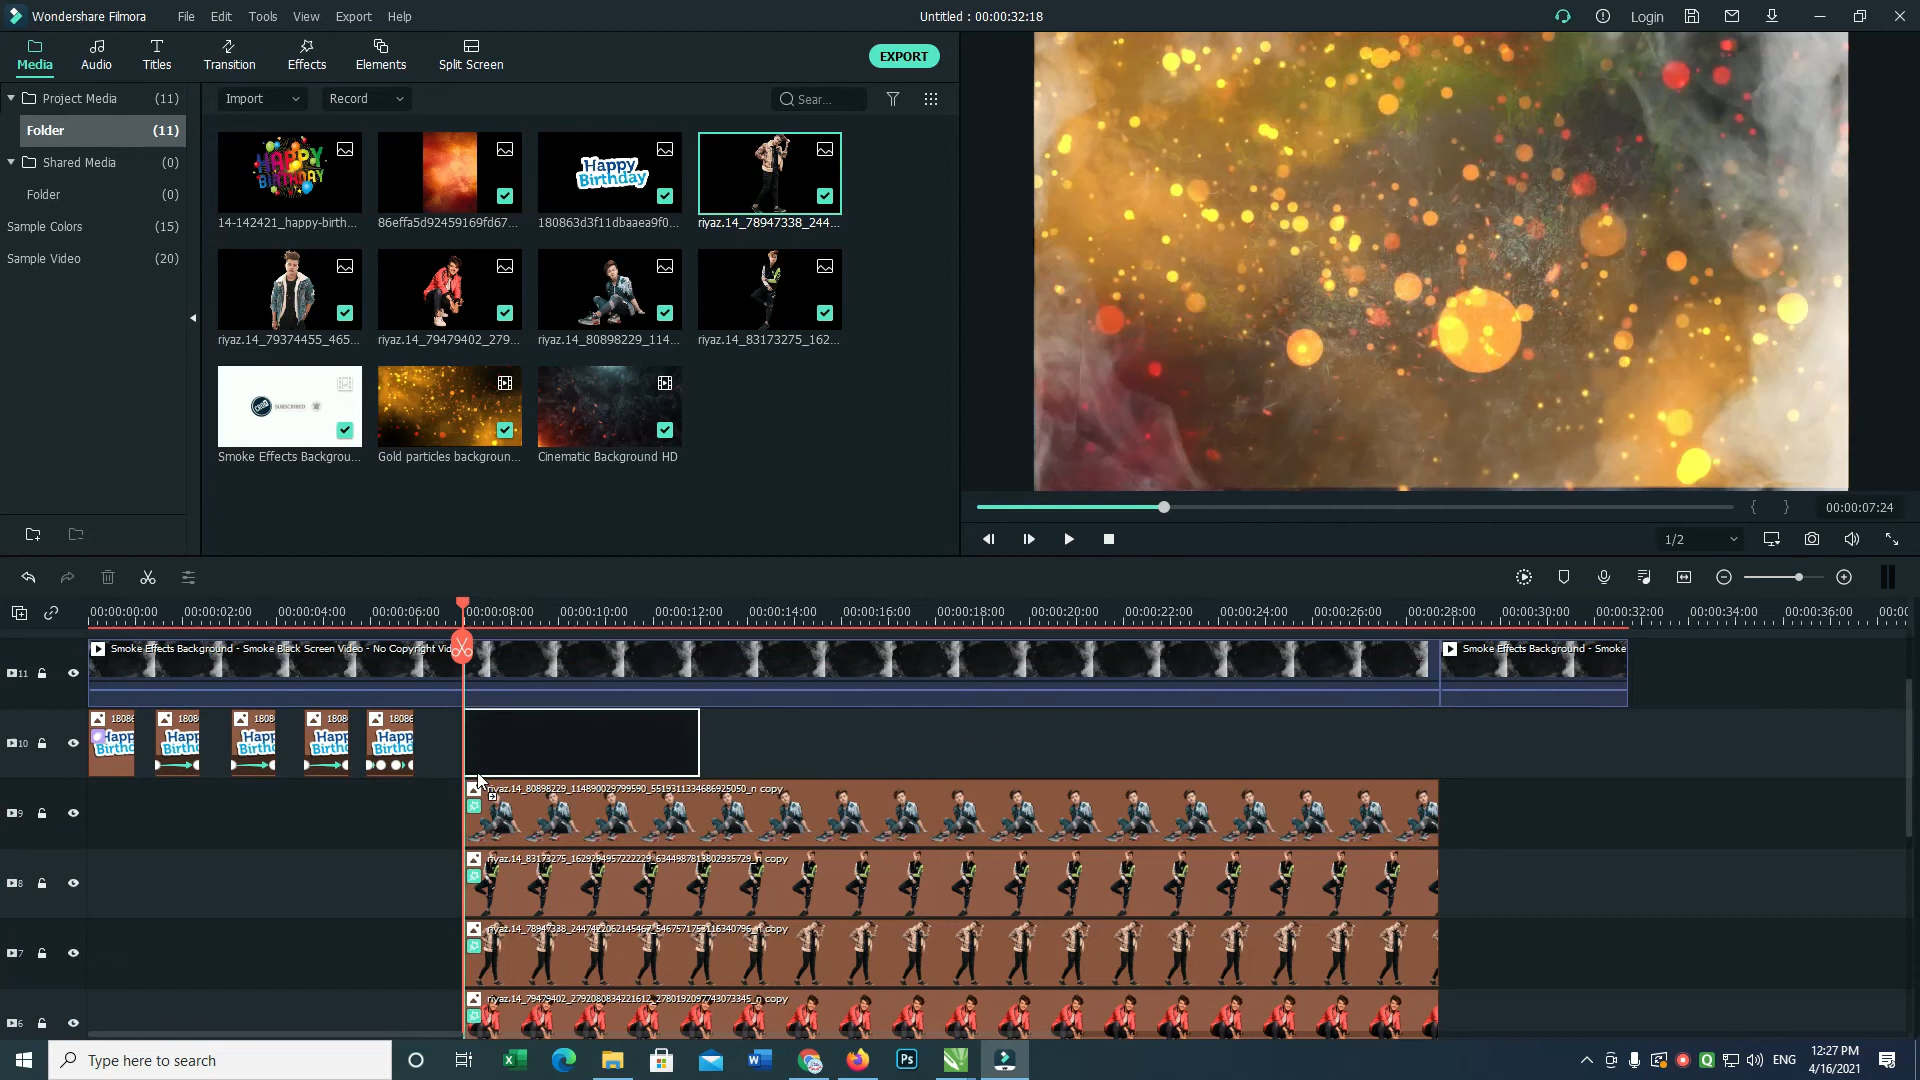 Wondershare Filmora
File Edit Tools View Export Help
Untitled : 00:00:32:18
Login
Media Audio Titles Transition Effects Elements Split Screen
EXPORT
Project Media (11)
Folder (11)
Shared Media (0)
Folder (0)
Sample Colors (15)
Sample Video (20)
Import Record Sear...
HAPPY BIRTHDAY
Happy Birthday
14-142421_happy-birth... 86effa5d92459169fd67... 180863d3f11dbaaea9f0... riyaz.14_78947338_244...
riyaz.14_79374455_465... riyaz.14_79479402_279... riyaz.14_80898229_114... riyaz.14_83173275_162...
SUBSCRIBED
Smoke Effects Backgrou... Gold particles backgroun... Cinematic Background HD
{ } 00:00:07:24
1/2
00:00:00:00 00:00:02:00 00:00:04:00 00:00:06:00 00:00:08:00 00:00:10:00 00:00:12:00 00:00:14:00 00:00:16:00 00:00:18:00 00:00:20:00 00:00:22:00 00:00:24:00 00:00:26:00 00:00:28:00 00:00:30:00 00:00:32:00 00:00:34:00 00:00:36:00 00:0
11 Smoke Effects Background - Smoke Black Screen Video - No Copyright Vid Smoke Effects Background - Smoke
1808 1808 1808 1808 1808
10 Happ Birthd Happ Birthd Happ Birthd Happ Birthd Happ Birthd
9 riyaz.14_80898229_114890029799590_5519311334686925050_n copy
8 riyaz.14_83173275_1629294957222229_6344987813802935729_n copy
7 riyaz.14_78947338_2447422062145467_5467571753116340796_n copy
6 riyaz.14_79479402_2792080834221612_2780192097743073345_n copy
Type here to search
ENG
12:27 PM
4/16/2021